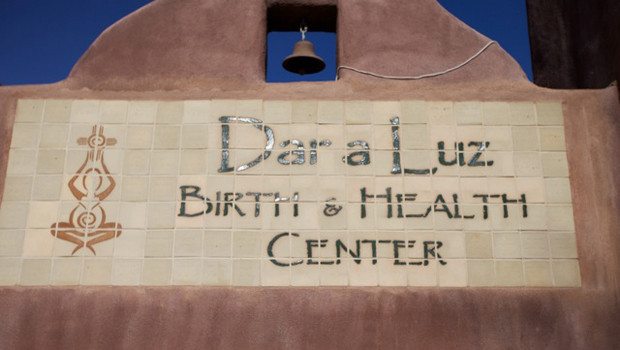 Dar a Luz
BIRTH & HEALTH
CENTER